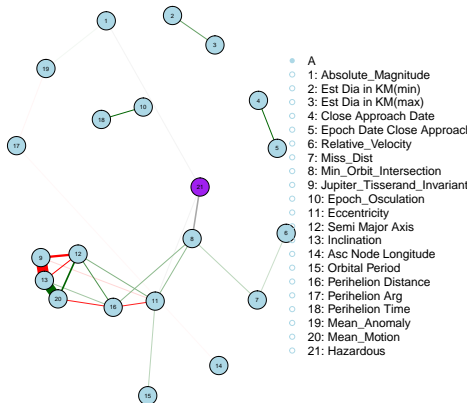 1
2
3
19
4
18
10
17
5
21
6
8
9
12
13
20
16
11
7
14
15
A
1: Absolute_Magnitude
2: Est Dia in KM(min)
3: Est Dia in KM(max)
4: Close Approach Date
5: Epoch Date Close Approach
6: Relative_Velocity
7: Miss_Dist
8: Min_Orbit_Intersection
9: Jupiter_Tisserand_Invariant
10: Epoch_Osculation
11: Eccentricity
12: Semi Major Axis
13: Inclination
14: Asc Node Longitude
15: Orbital Period
16: Perihelion Distance
17: Perihelion Arg
18: Perihelion Time
19: Mean_Anomaly
20: Mean_Motion
21: Hazardous